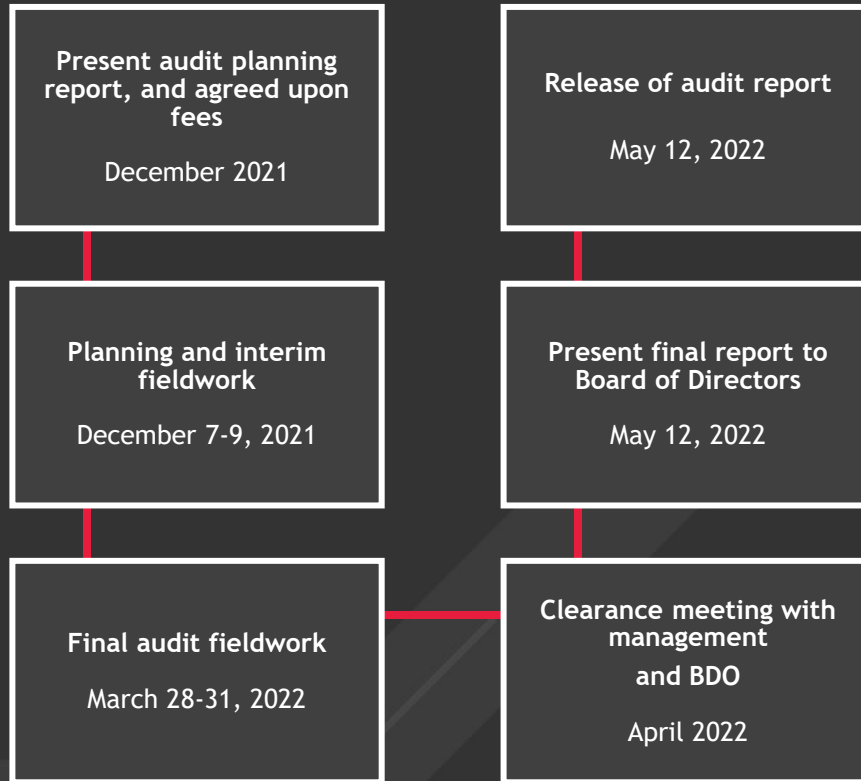 Present audit planning
report, and agreed upon
fees
December 2021
Planning and interim
fieldwork
December 7-9, 2021
Final audit fieldwork
March 28-31, 2022
Clearance meeting with
management
and BDO
April 2022
Present final report to
Board of Directors
May 12, 2022
Release of audit report
May 12, 2022